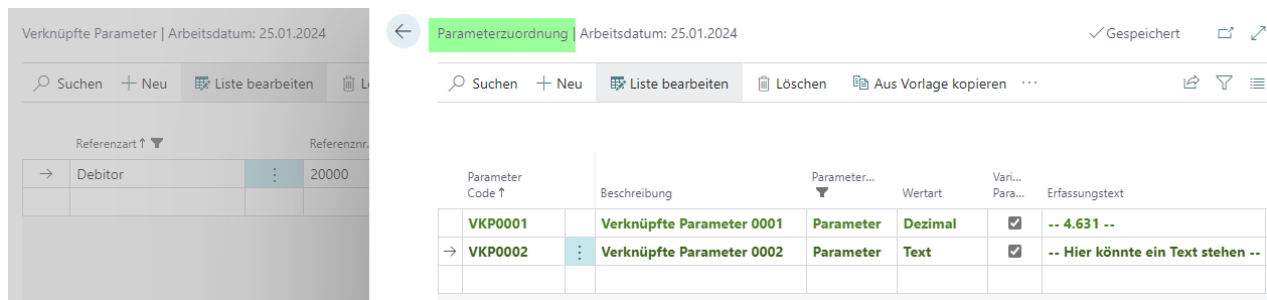 Verknüpfte Parameter | Arbeitsdatum: 25.01.2024
Suchen Neu Liste bearbeiten
Referenzart ↑ Referenznr.
→ Debitor 20000
← Parameterzuordnung | Arbeitsdatum: 25.01.2024 ✓ Gespeichert
Suchen Neu Liste bearbeiten Löschen Aus Vorlage kopieren ...
Parameter Code ↑ Beschreibung Parameter... Wertart Vari... Para... Erfassungstext
VKP0001 Verknüpfte Parameter 0001 Parameter Dezimal -- 4.631 --
→ VKP0002 Verknüpfte Parameter 0002 Parameter Text -- Hier könnte ein Text stehen --